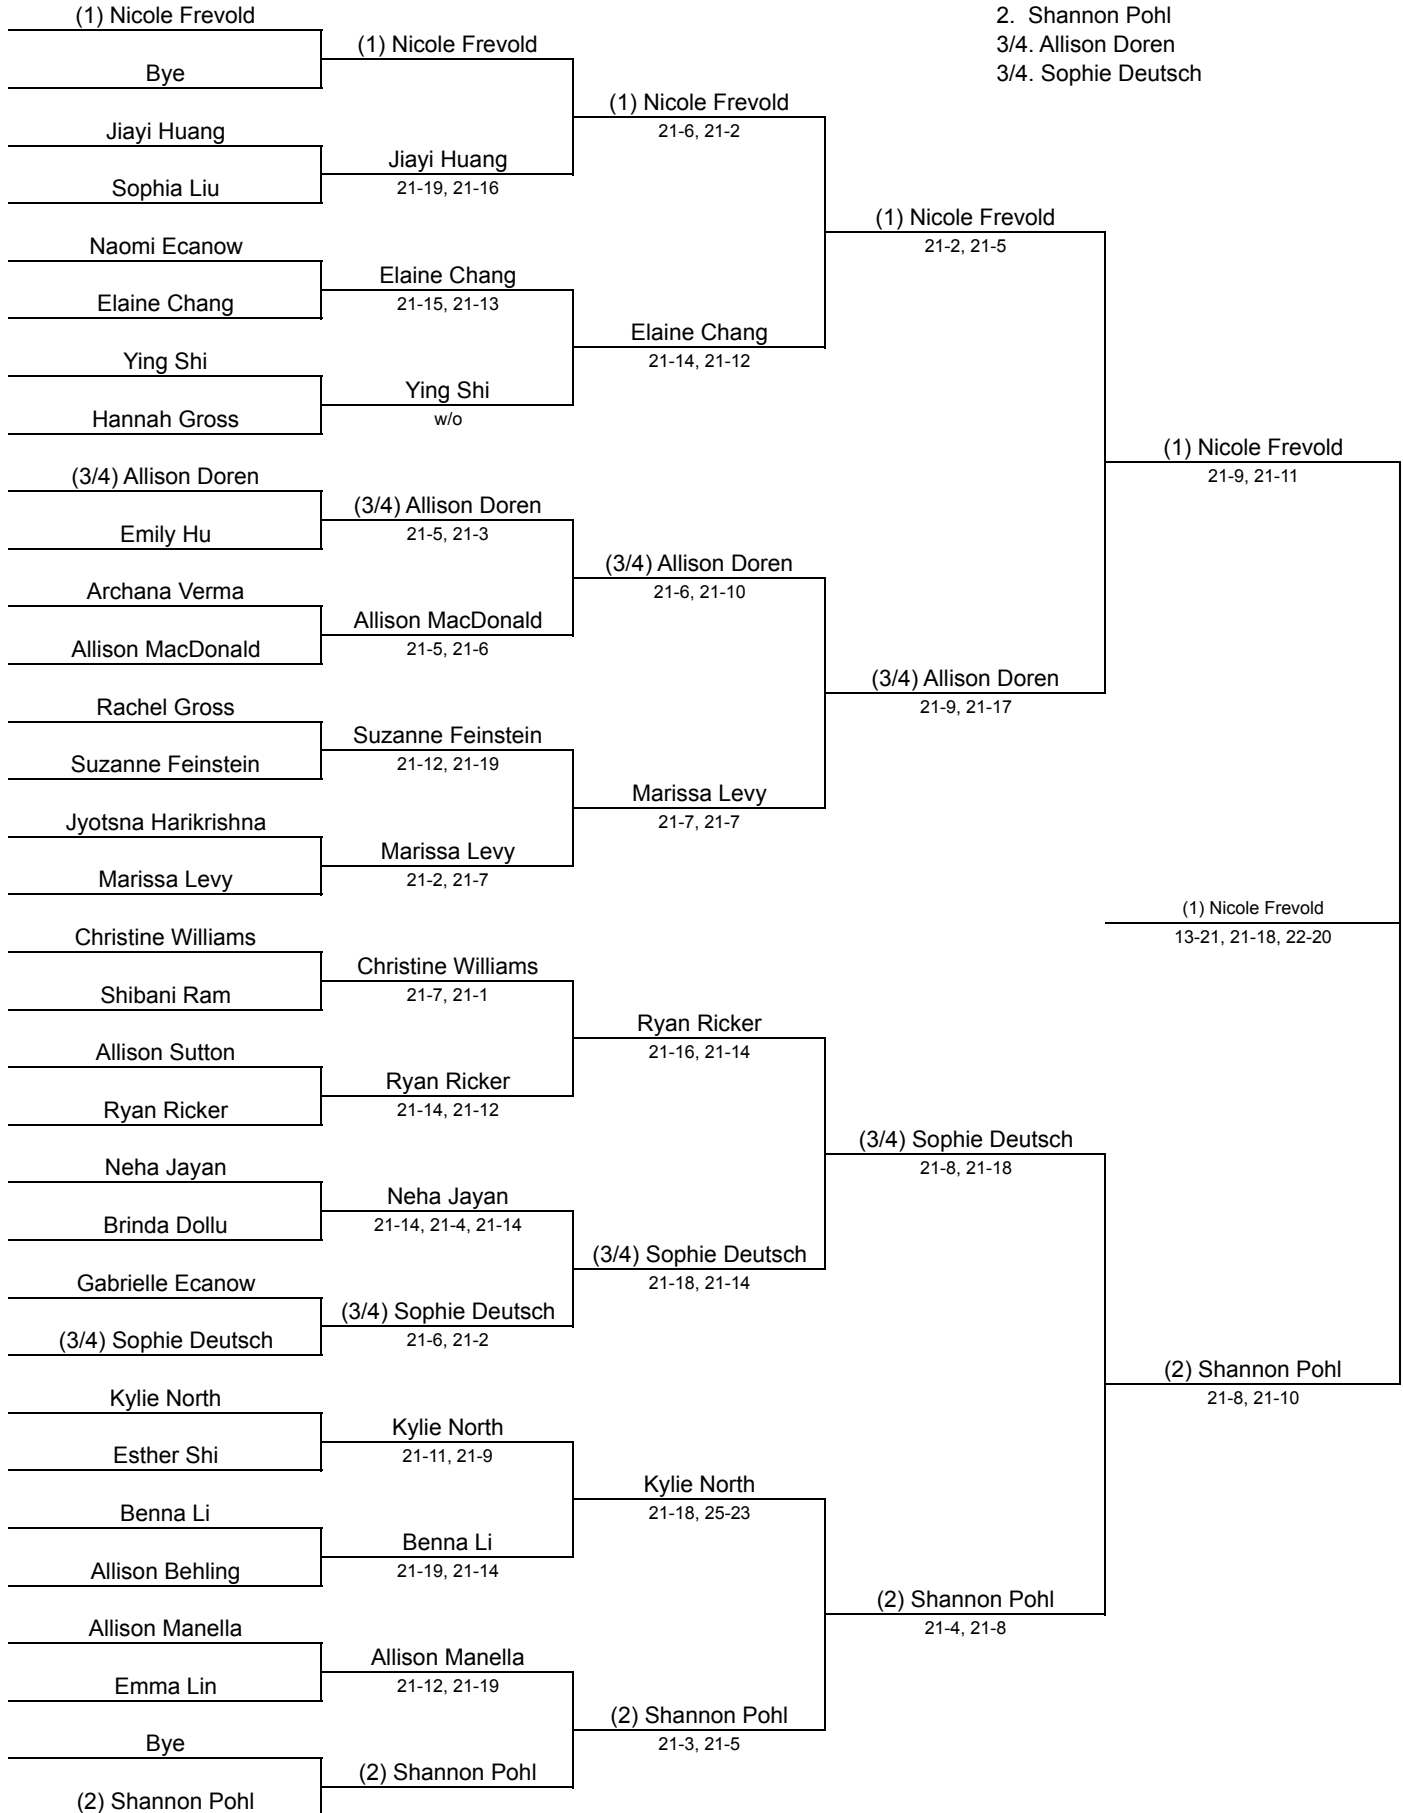 (1) Nicole Frevold
Bye
Jiayi Huang
Sophia Liu
Naomi Ecanow
Elaine Chang
Ying Shi
Hannah Gross
(3/4) Allison Doren
Emily Hu
Archana Verma
Allison MacDonald
Rachel Gross
Suzanne Feinstein
Jyotsna Harikrishna
Marissa Levy
Christine Williams
Shibani Ram
Allison Sutton
Ryan Ricker
Neha Jayan
Brinda Dollu
Gabrielle Ecanow
(3/4) Sophie Deutsch
Kylie North
Esther Shi
Benna Li
Allison Behling
Allison Manella
Emma Lin
Bye
(2) Shannon Pohl
(1) Nicole Frevold
Jiayi Huang
21-19, 21-16
Elaine Chang
21-15, 21-13
Ying Shi
w/o
(3/4) Allison Doren
21-5, 21-3
Allison MacDonald
21-5, 21-6
Suzanne Feinstein
21-12, 21-19
Marissa Levy
21-2, 21-7
Christine Williams
21-7, 21-1
Ryan Ricker
21-14, 21-12
Neha Jayan
21-14, 21-4, 21-14
(3/4) Sophie Deutsch
21-6, 21-2
Kylie North
21-11, 21-9
Benna Li
21-19, 21-14
Allison Manella
21-12, 21-19
(2) Shannon Pohl
(1) Nicole Frevold
21-6, 21-2
Elaine Chang
21-14, 21-12
(3/4) Allison Doren
21-6, 21-10
Marissa Levy
21-7, 21-7
Ryan Ricker
21-16, 21-14
(3/4) Sophie Deutsch
21-18, 21-14
Kylie North
21-18, 25-23
(2) Shannon Pohl
21-3, 21-5
(1) Nicole Frevold
21-2, 21-5
(3/4) Allison Doren
21-9, 21-17
(3/4) Sophie Deutsch
21-8, 21-18
(2) Shannon Pohl
21-4, 21-8
2. Shannon Pohl
3/4. Allison Doren
3/4. Sophie Deutsch
(1) Nicole Frevold
21-9, 21-11
(1) Nicole Frevold
13-21, 21-18, 22-20
(2) Shannon Pohl
21-8, 21-10